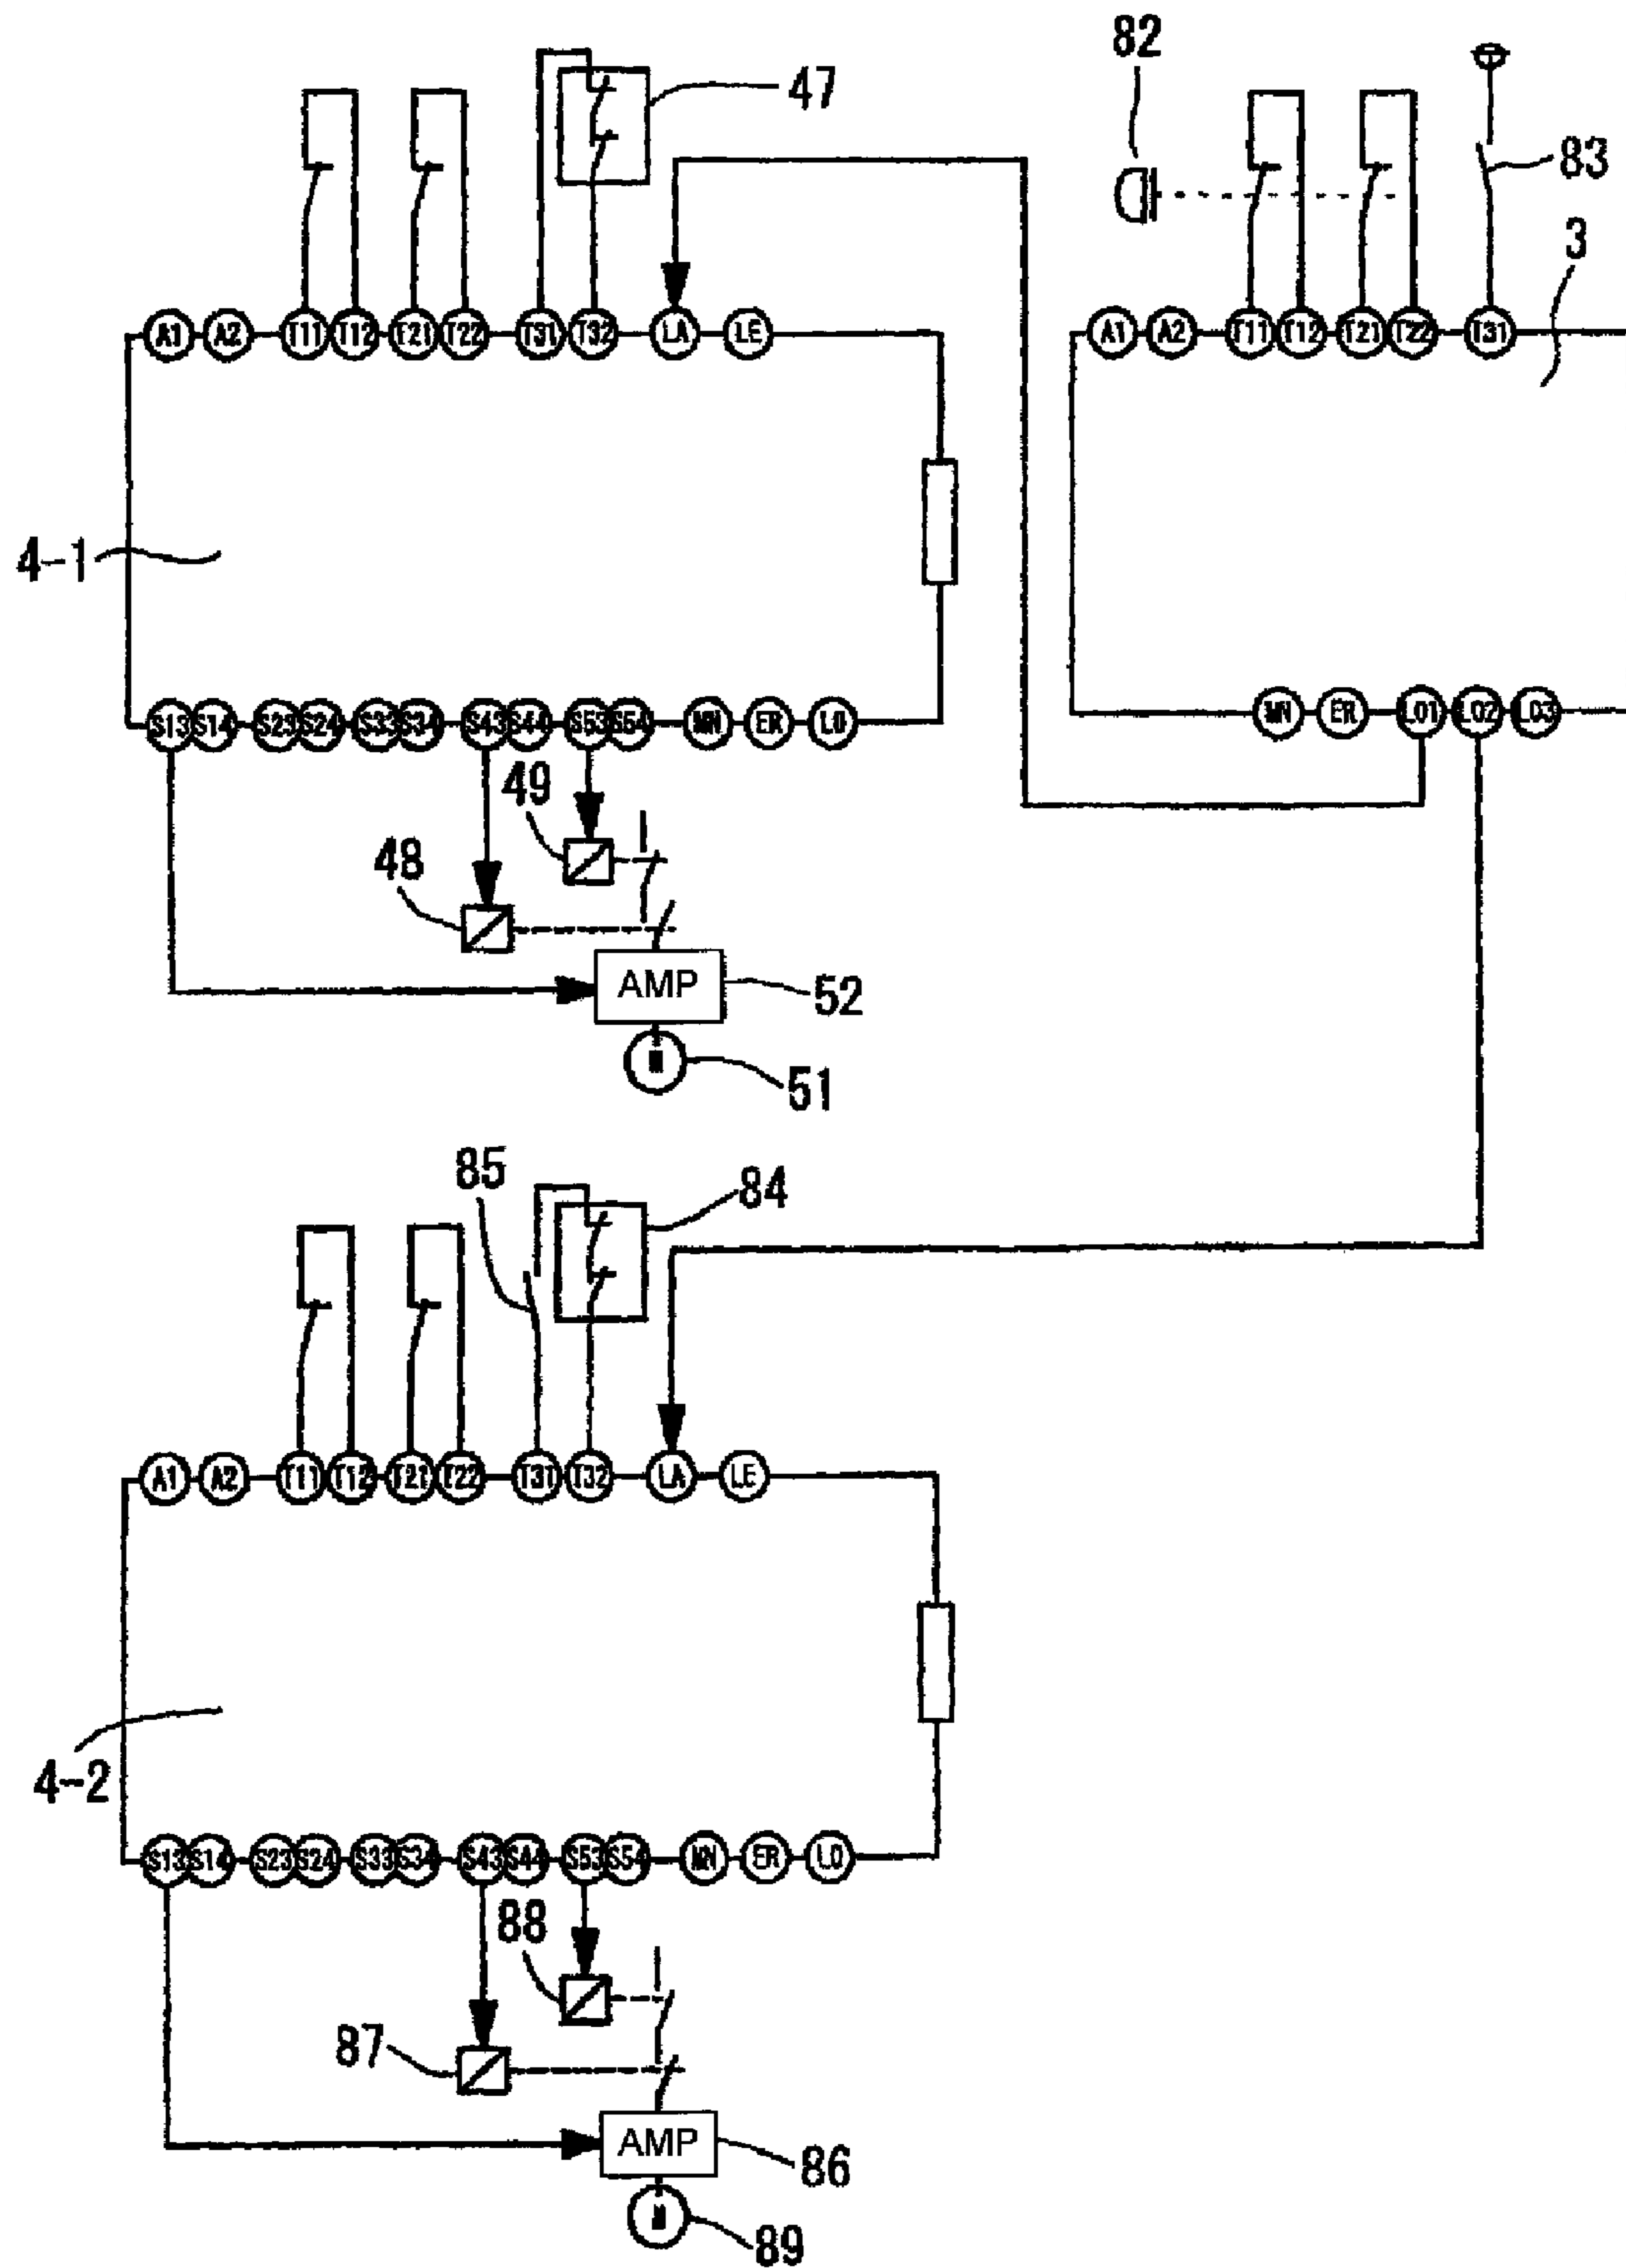 82
47
83
3
A1 A2 T11 T12 T21 T22 T31 T32 LA LE
A1 A2 T11 T12 T21 T22 T31
4-1
S13 S14 S23 S24 S33 S34 S43 S44 S53 S54 MN ER LO
MN ER LO1 LO2 LO3
49
48
AMP
52
M
51
85
84
A1 A2 T11 T12 T21 T22 T31 T32 LA LE
4-2
S13 S14 S23 S24 S33 S34 S43 S44 S53 S54 MN ER LO
88
87
AMP
86
M
89